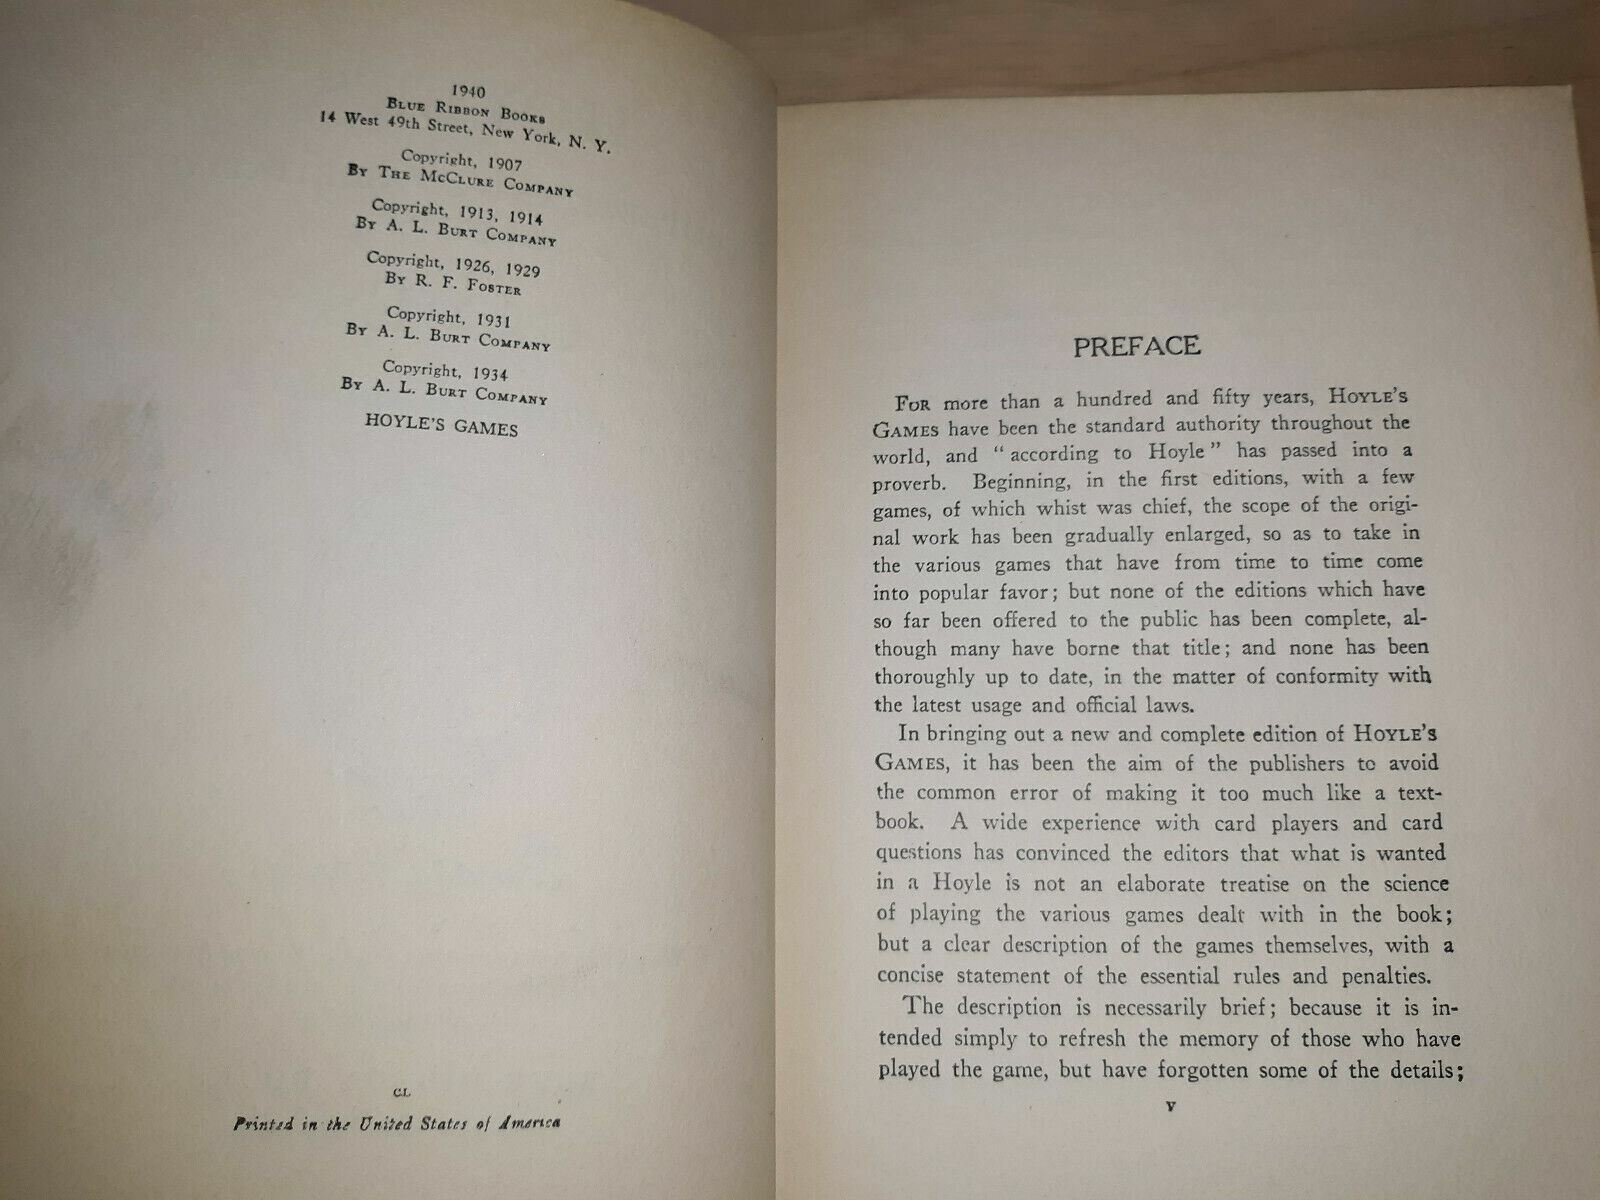 1940
BLUE RIBBON BOOKS
14 West 49th Street, New York, N. Y.
Copyright, 1907
BY THE MCCLURE COMPANY
Copyright, 1913, 1914
BY A. L. BURT COMPANY
Copyright, 1926, 1929
BY R. F. FOSTER
Copyright, 1931
BY A. L. BURT COMPANY
Copyright, 1934
BY A. L. BURT COMPANY
HOYLE'S GAMES
CL
Printed in the United States of America
PREFACE
FOR more than a hundred and fifty years, HOYLE'S
GAMES have been the standard authority throughout the
world, and "according to Hoyle" has passed into a
proverb. Beginning, in the first editions, with a few
games, of which whist was chief, the scope of the origi-
nal work has been gradually enlarged, so as to take in
the various games that have from time to time come
into popular favor; but none of the editions which have
so far been offered to the public has been complete, al-
though many have borne that title; and none has been
thoroughly up to date, in the matter of conformity with
the latest usage and official laws.
In bringing out a new and complete edition of HOYLE'S
GAMES, it has been the aim of the publishers to avoid
the common error of making it too much like a text-
book. A wide experience with card players and card
questions has convinced the editors that what is wanted
in a Hoyle is not an elaborate treatise on the science
of playing the various games dealt with in the book;
but a clear description of the games themselves, with a
concise statement of the essential rules and penalties.
The description is necessarily brief; because it is in-
tended simply to refresh the memory of those who have
played the game, but have forgotten some of the details;
v